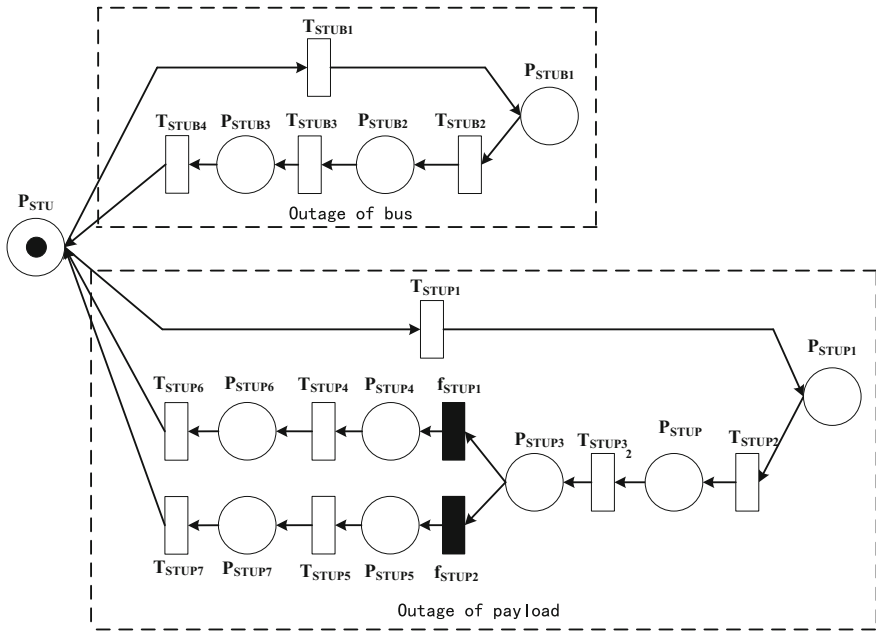 T_STUB1
P_STUB1
T_STUB4 P_STUB3 T_STUB3 P_STUB2 T_STUB2
Outage of bus
P_STU
T_STUP1
P_STUP1
T_STUP6 P_STUP6 T_STUP4 P_STUP4 f_STUP1
P_STUP3 T_STUP3 P_STUP T_STUP2
2
T_STUP7 P_STUP7 T_STUP5 P_STUP5 f_STUP2
Outage of payload